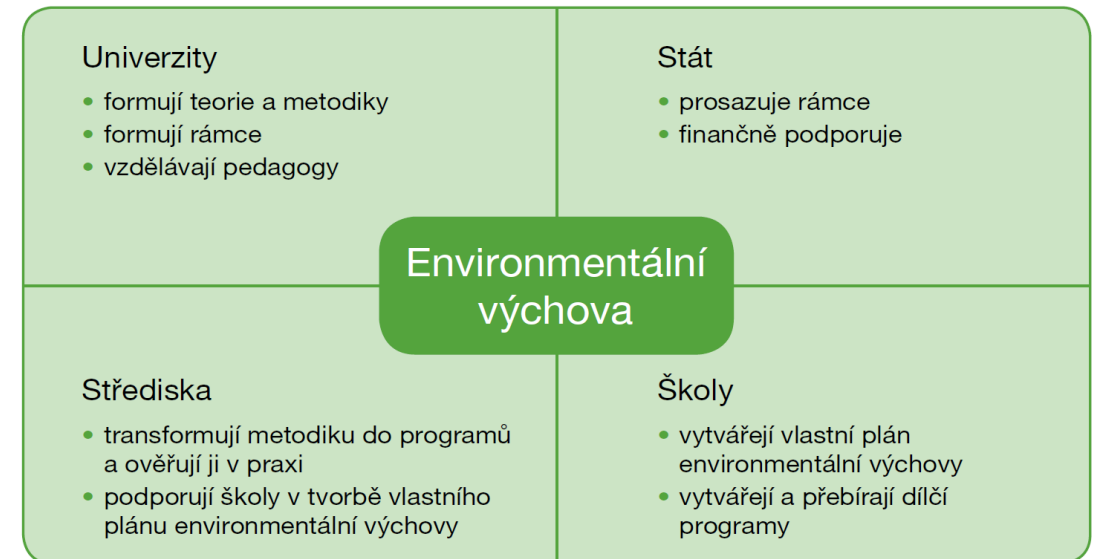 Univerzity
• formují teorie a metodiky
• formují rámce
• vzdělávají pedagogy
Stát
• prosazuje rámce
• finančně podporuje
Environmentální
výchova
Střediska
• transformují metodiku do programů
a ověřují ji v praxi
• podporují školy v tvorbě vlastního
plánu environmentální výchovy
Školy
• vytvářejí vlastní plán
environmentální výchovy
• vytvářejí a přebírají dílčí
programy